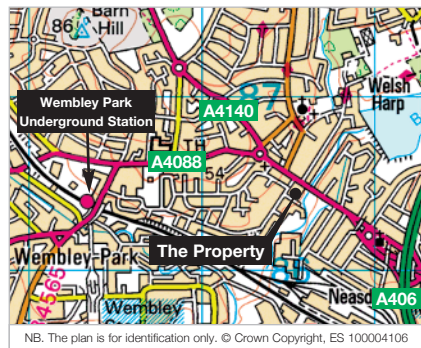 Barn
86
Hill
Wembley Park
Underground Station
87
Welsh
Harp
A4140
A4088
54
The Property
Wembley Park
A4565
Wembley
Neasd
A406
NB. The plan is for identification only. © Crown Copyright, ES 100004106